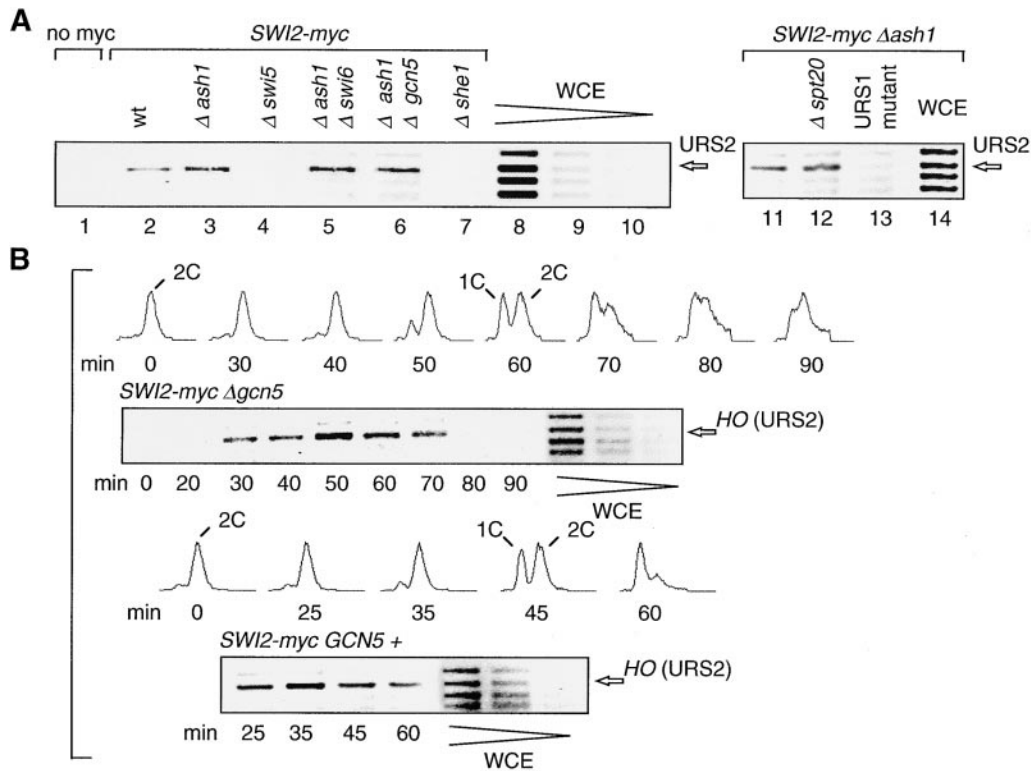 A
no myc
SWI2-myc
SWI2-myc Δash1
wt
Δ ash1
Δ swi5
Δ ash1
Δ swi6
Δ ash1
Δ gcn5
Δ she1
WCE
Δ spt20
URS1
mutant
WCE
URS2
URS2
1 2 3 4 5 6 7 8 9 10
11 12 13 14
B
2C
1C
2C
min 0 30 40 50 60 70 80 90
SWI2-myc Δgcn5
HO (URS2)
min 0 20 30 40 50 60 70 80 90
WCE
2C
1C
2C
min 0 25 35 45 60
SWI2-myc GCN5 +
HO (URS2)
min 25 35 45 60
WCE